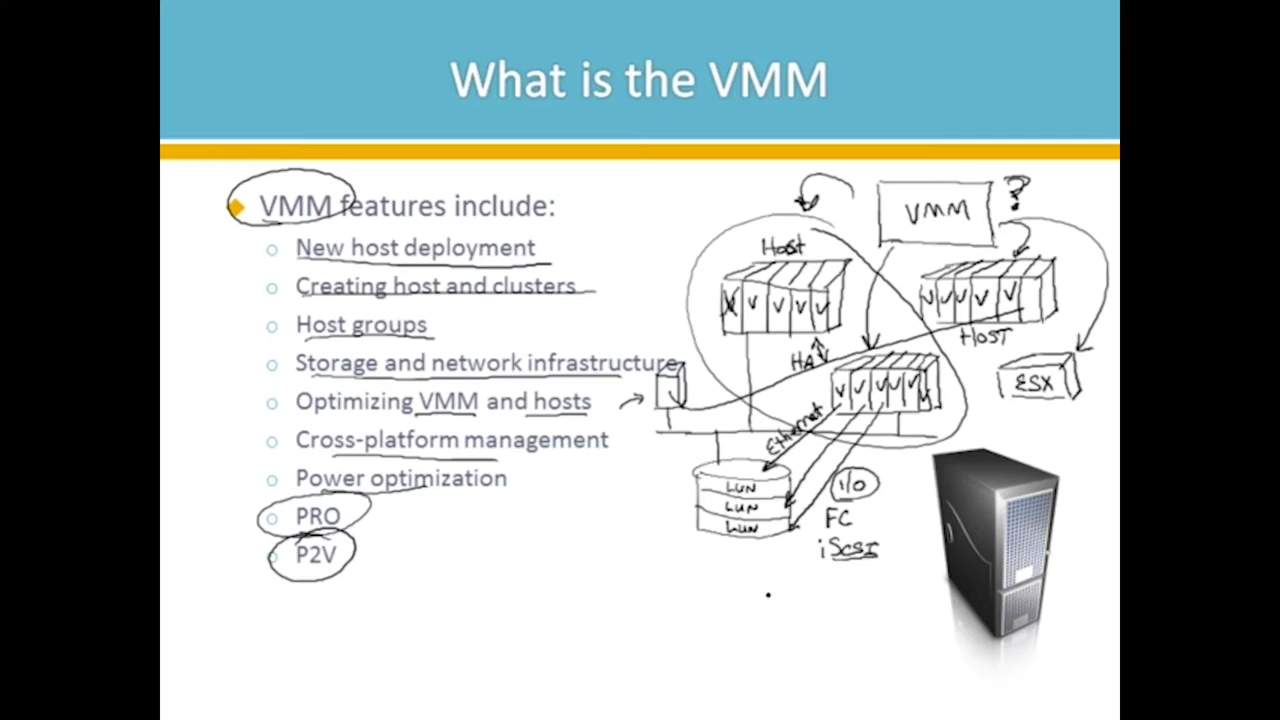 What is the VMM
VMM features include:
New host deployment
Creating host and clusters
Host groups
Storage and network infrastructure
Optimizing VMM and hosts
Cross-platform management
Power optimization
PRO
P2V
VMM ?
Host
X V V V V
V V V V V
HOST
HA
V V V V V V
ESX
Ethernet
LUN
LUN
LUN
I/O
FC
iScsI